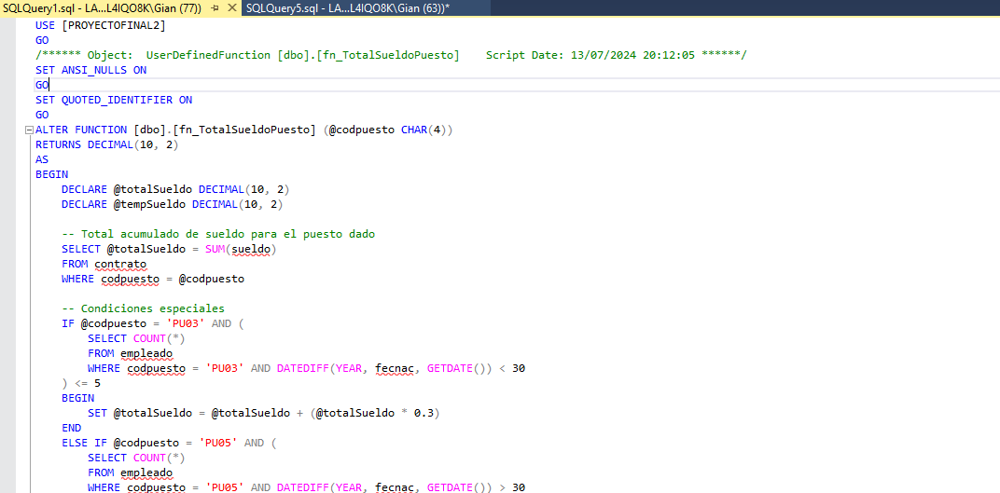 SQLQuery1.sql - LA...L4IQO8K\Gian (77)) SQLQuery5.sql - LA...L4IQO8K\Gian (63))*
USE [PROYECTOFINAL2]
GO
/****** Object:  UserDefinedFunction [dbo].[fn_TotalSueldoPuesto]    Script Date: 13/07/2024 20:12:05 ******/
SET ANSI_NULLS ON
GO
SET QUOTED_IDENTIFIER ON
GO
ALTER FUNCTION [dbo].[fn_TotalSueldoPuesto] (@codpuesto CHAR(4))
RETURNS DECIMAL(10, 2)
AS
BEGIN
    DECLARE @totalSueldo DECIMAL(10, 2)
    DECLARE @tempSueldo DECIMAL(10, 2)
    -- Total acumulado de sueldo para el puesto dado
    SELECT @totalSueldo = SUM(sueldo)
    FROM contrato
    WHERE codpuesto = @codpuesto
    -- Condiciones especiales
    IF @codpuesto = 'PU03' AND (
        SELECT COUNT(*)
        FROM empleado
        WHERE codpuesto = 'PU03' AND DATEDIFF(YEAR, fecnac, GETDATE()) < 30
    ) <= 5
    BEGIN
        SET @totalSueldo = @totalSueldo + (@totalSueldo * 0.3)
    END
    ELSE IF @codpuesto = 'PU05' AND (
        SELECT COUNT(*)
        FROM empleado
        WHERE codpuesto = 'PU05' AND DATEDIFF(YEAR, fecnac, GETDATE()) > 30